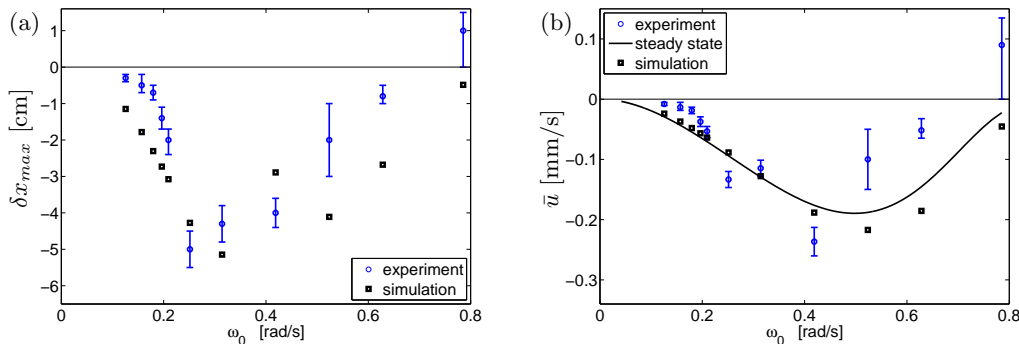 (a)
1
0
-1
-2
-3
-4
-5
-6
δx_max [cm]
0
0.2
0.4
0.6
0.8
ω₀ [rad/s]
experiment
simulation
(b)
0.1
0
-0.1
-0.2
-0.3
ū [mm/s]
0
0.2
0.4
0.6
0.8
ω₀ [rad/s]
experiment
steady state
simulation